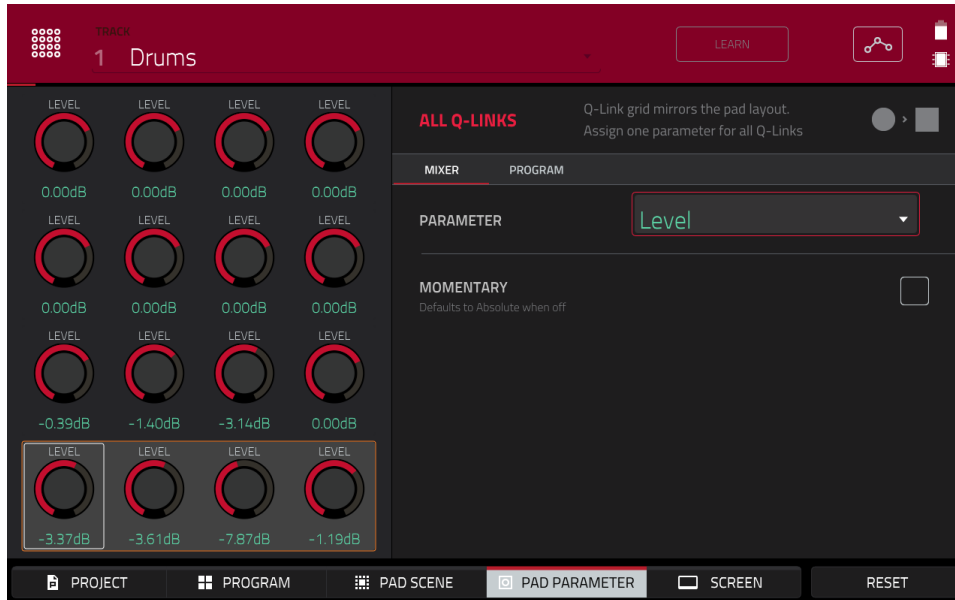 TRACK
1 Drums
LEARN
LEVEL LEVEL LEVEL LEVEL
0.00dB 0.00dB 0.00dB 0.00dB
LEVEL LEVEL LEVEL LEVEL
0.00dB 0.00dB 0.00dB 0.00dB
LEVEL LEVEL LEVEL LEVEL
-0.39dB -1.40dB -3.14dB 0.00dB
LEVEL LEVEL LEVEL LEVEL
-3.37dB -3.61dB -7.87dB -1.19dB
ALL Q-LINKS
Q-Link grid mirrors the pad layout.
Assign one parameter for all Q-Links
MIXER PROGRAM
PARAMETER Level
MOMENTARY
Defaults to Absolute when off
PROJECT PROGRAM PAD SCENE PAD PARAMETER SCREEN RESET